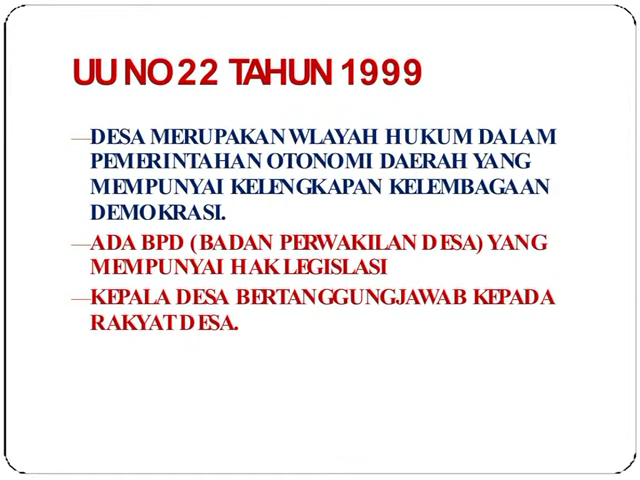 UU NO 22 TAHUN 1999
—DESA MERUPAKAN WLAYAH HUKUM DALAM
PEMERINTAHAN OTONOMI DAERAH YANG
MEMPUNYAI KELENGKAPAN KELEMBAGAAN
DEMOKRASI.
—ADA BPD (BADAN PERWAKILAN DESA) YANG
MEMPUNYAI HAK LEGISLASI
—KEPALA DESA BERTANGGUNGJAWAB KEPADA
RAKYAT DESA.